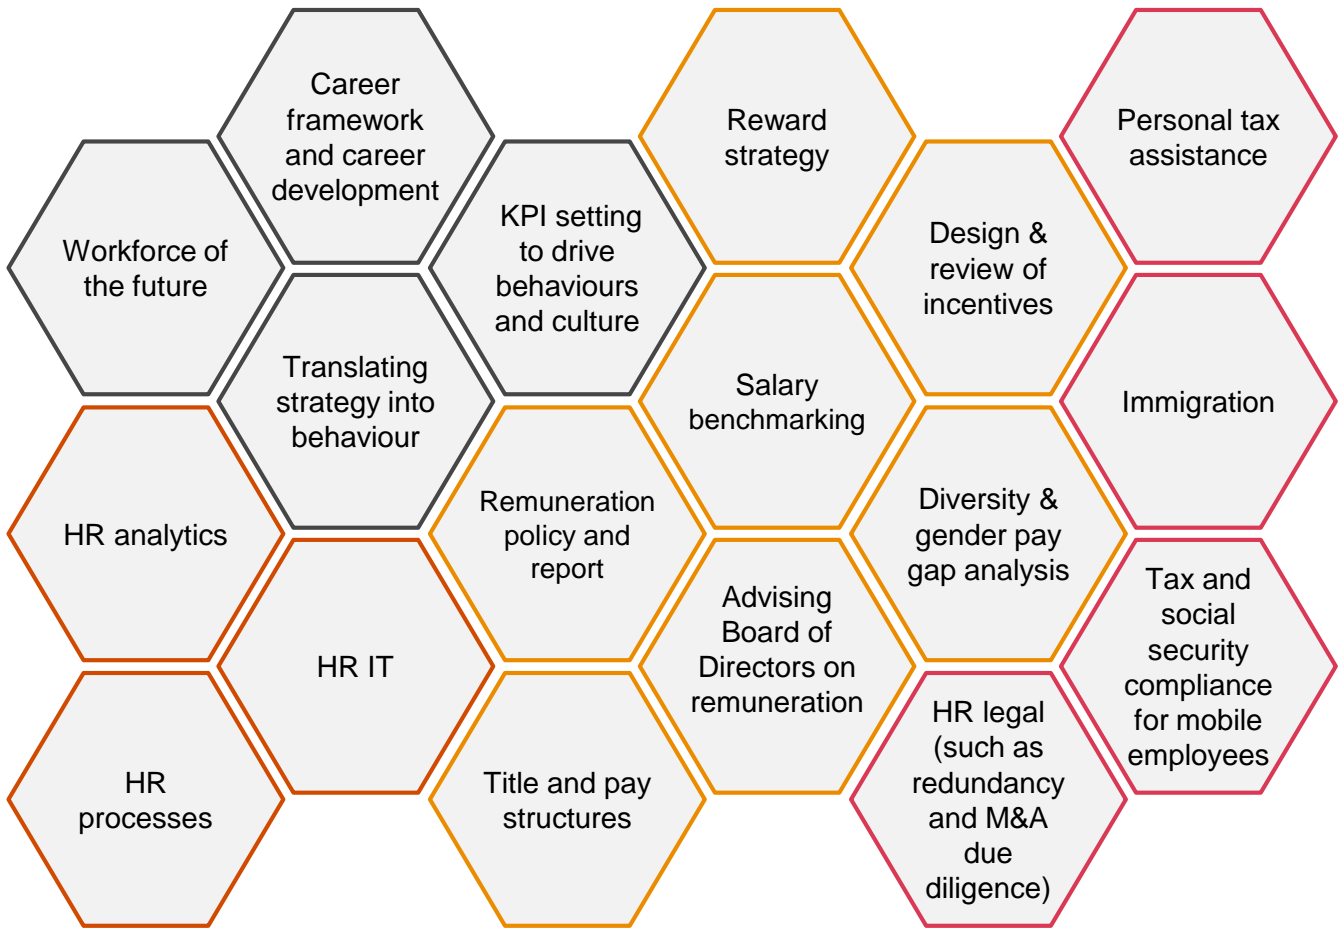 Career
framework
and career
development
Reward
strategy
Personal tax
assistance
Workforce of
the future
KPI setting
to drive
behaviours
and culture
Design &
review of
incentives
Translating
strategy into
behaviour
Salary
benchmarking
Immigration
HR analytics
Remuneration
policy and
report
Diversity &
gender pay
gap analysis
HR IT
Advising
Board of
Directors on
remuneration
Tax and
social
security
compliance
for mobile
employees
HR
processes
Title and pay
structures
HR legal
(such as
redundancy
and M&A
due
diligence)